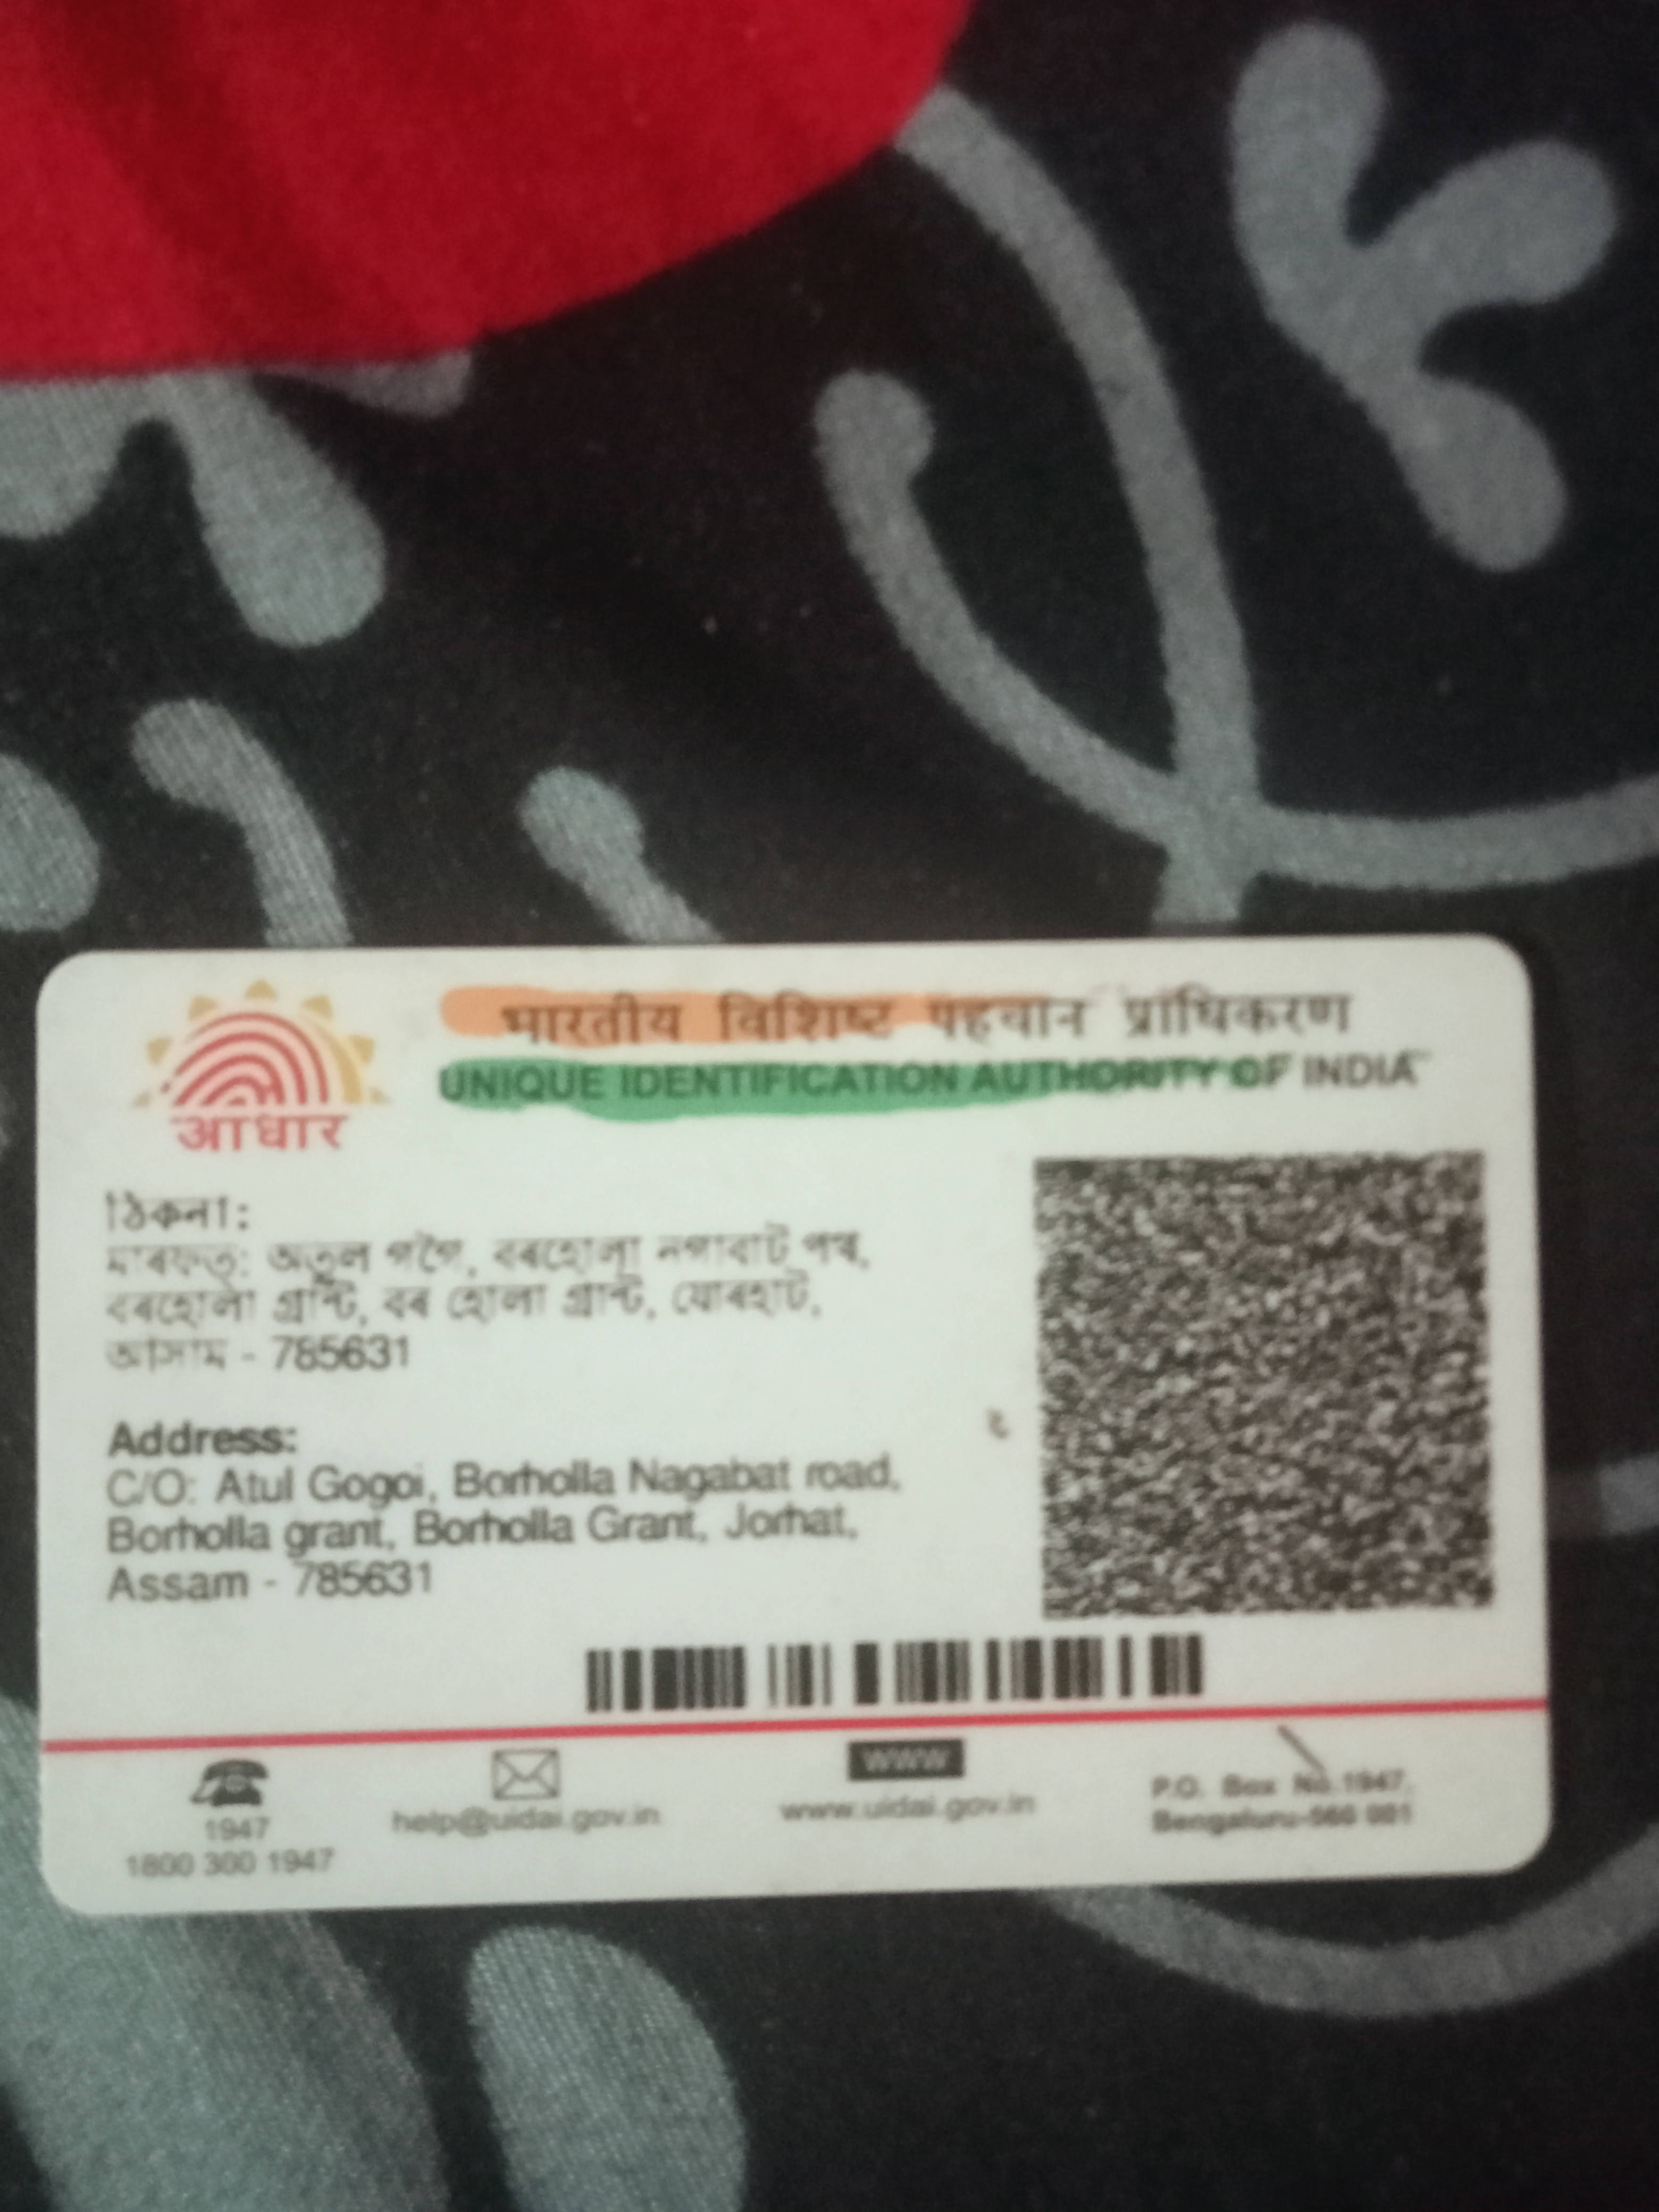 भारतीय विशिष्ट पहचान प्राधिकरण
UNIQUE IDENTIFICATION AUTHORITY OF INDIA
आधार
ঠিকনা:
মাৰফত: অতুল গগৈ, বৰহোলা নগাবাট পথ,
বৰহোলা গ্ৰান্ট, বৰ হোলা গ্ৰান্ট, যোৰহাট,
আসাম - 785631
Address:
C/O: Atul Gogoi, Borholla Nagabat road,
Borholla grant, Borholla Grant, Jorhat,
Assam - 785631
1947
1800 300 1947
help@uidai.gov.in
www
www.uidai.gov.in
P.O. Box No.1947,
Bengaluru-560 001